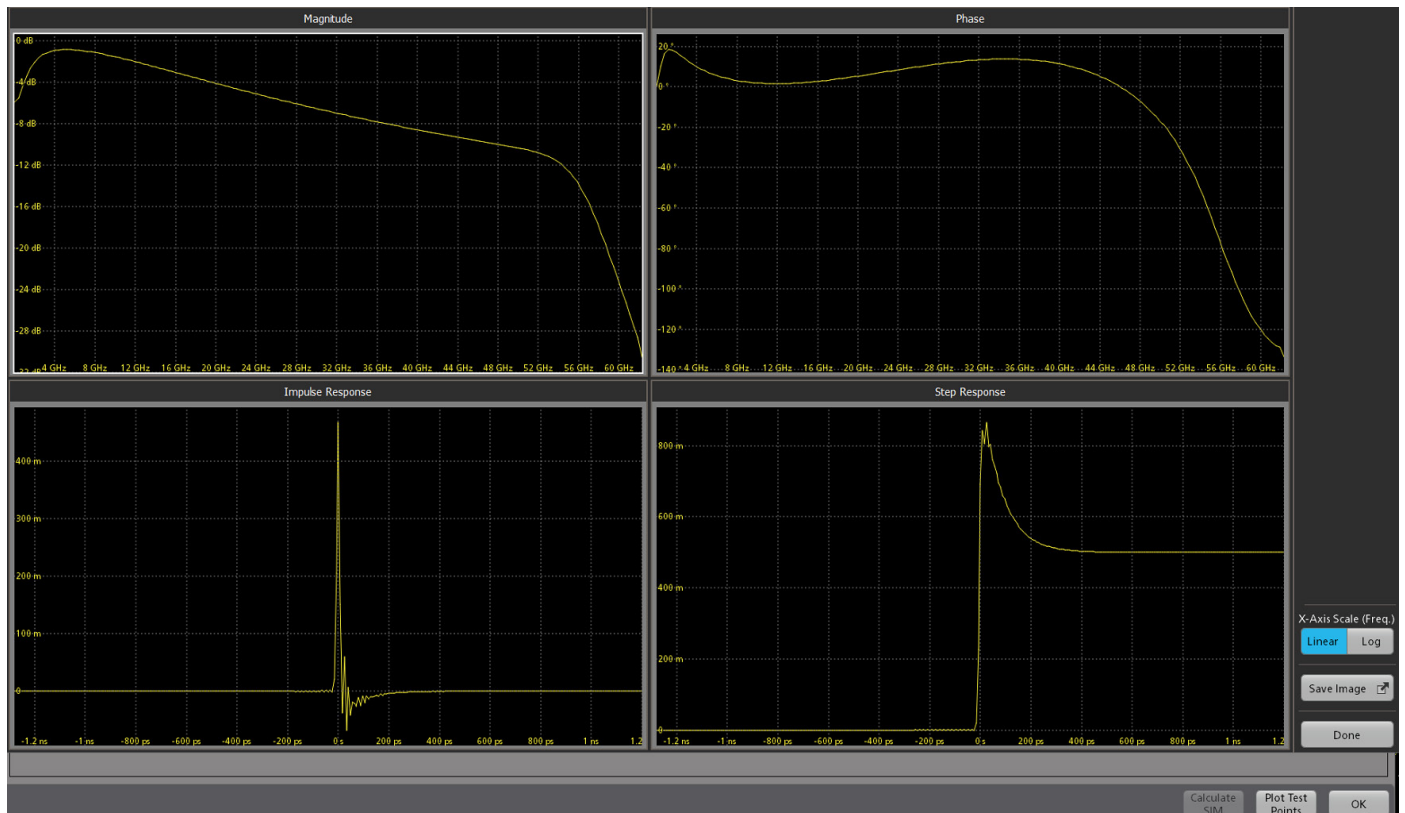 Magnitude
Phase
0 dB
-4 dB
-8 dB
-12 dB
-16 dB
-20 dB
-24 dB
-28 dB
-32 dB
4 GHz 8 GHz 12 GHz 16 GHz 20 GHz 24 GHz 28 GHz 32 GHz 36 GHz 40 GHz 44 GHz 48 GHz 52 GHz 56 GHz 60 GHz
20 °
0 °
-20 °
-40 °
-60 °
-80 °
-100 °
-120 °
-140 ° 4 GHz 8 GHz 12 GHz 16 GHz 20 GHz 24 GHz 28 GHz 32 GHz 36 GHz 40 GHz 44 GHz 48 GHz 52 GHz 56 GHz 60 GHz
Impulse Response
Step Response
400 m
300 m
200 m
100 m
0
-1.2 ns -1 ns -800 ps -600 ps -400 ps -200 ps 0 s 200 ps 400 ps 600 ps 800 ps 1 ns 1.2
800 m
600 m
400 m
200 m
0
-1.2 ns -1 ns -800 ps -600 ps -400 ps -200 ps 0 s 200 ps 400 ps 600 ps 800 ps 1 ns 1.2
X-Axis Scale (Freq.)
Linear Log
Save Image
Done
Calculate
SIM
Plot Test
Points
OK